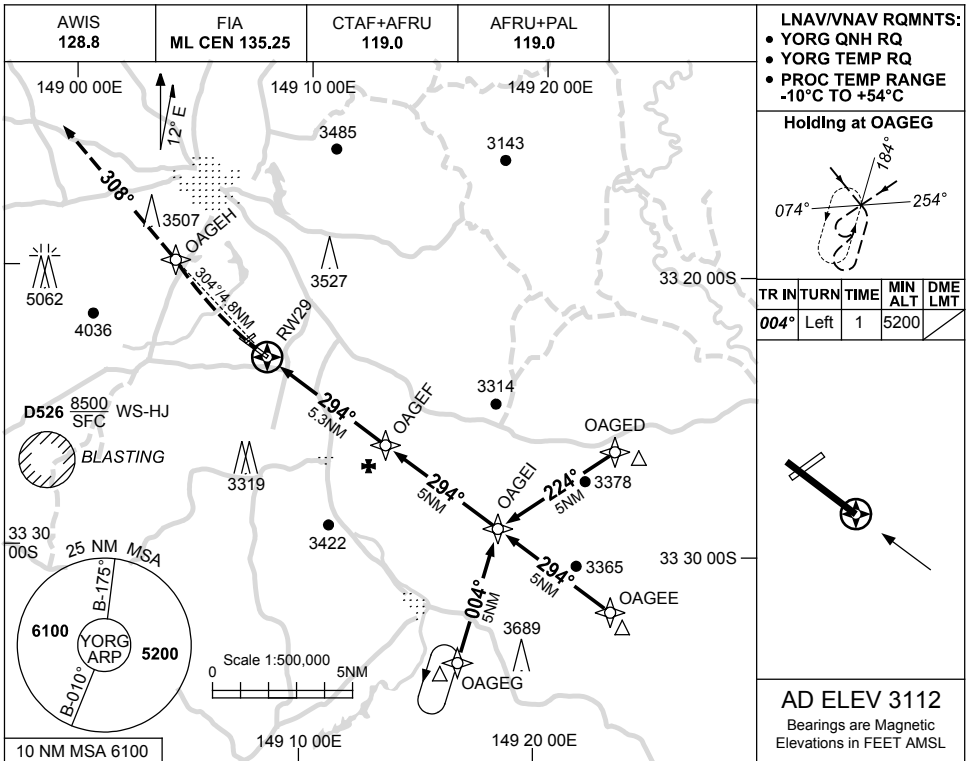 AWIS
128.8
FIA
ML CEN 135.25
CTAF+AFRU
119.0
AFRU+PAL
119.0
LNAV/VNAV RQMNTS:
• YORG QNH RQ
• YORG TEMP RQ
• PROC TEMP RANGE
-10°C TO +54°C
149 00 00E
149 10 00E
149 20 00E
12° E
3485
3143
308°
3507
OAGEH
3527
5062
4036
304°/4.8NM
RW29
33 20 00S
Holding at OAGEG
184°
074°
254°
TR IN
TURN
TIME
MIN
ALT
DME
LMT
004°
Left
1
5200
D526 8500 WS-HJ
SFC
BLASTING
294°
5.3NM
OAGEF
3314
OAGED
3319
294°
5NM
OAGEI
224°
5NM
3378
3422
33 30
00S
33 30 00S
294°
5NM
3365
OAGEE
004°
5NM
3689
OAGEG
25 NM MSA
B-175°
6100
YORG
ARP
5200
B-010°
Scale 1:500,000
0
5NM
10 NM MSA 6100
149 10 00E
149 20 00E
AD ELEV 3112
Bearings are Magnetic
Elevations in FEET AMSL